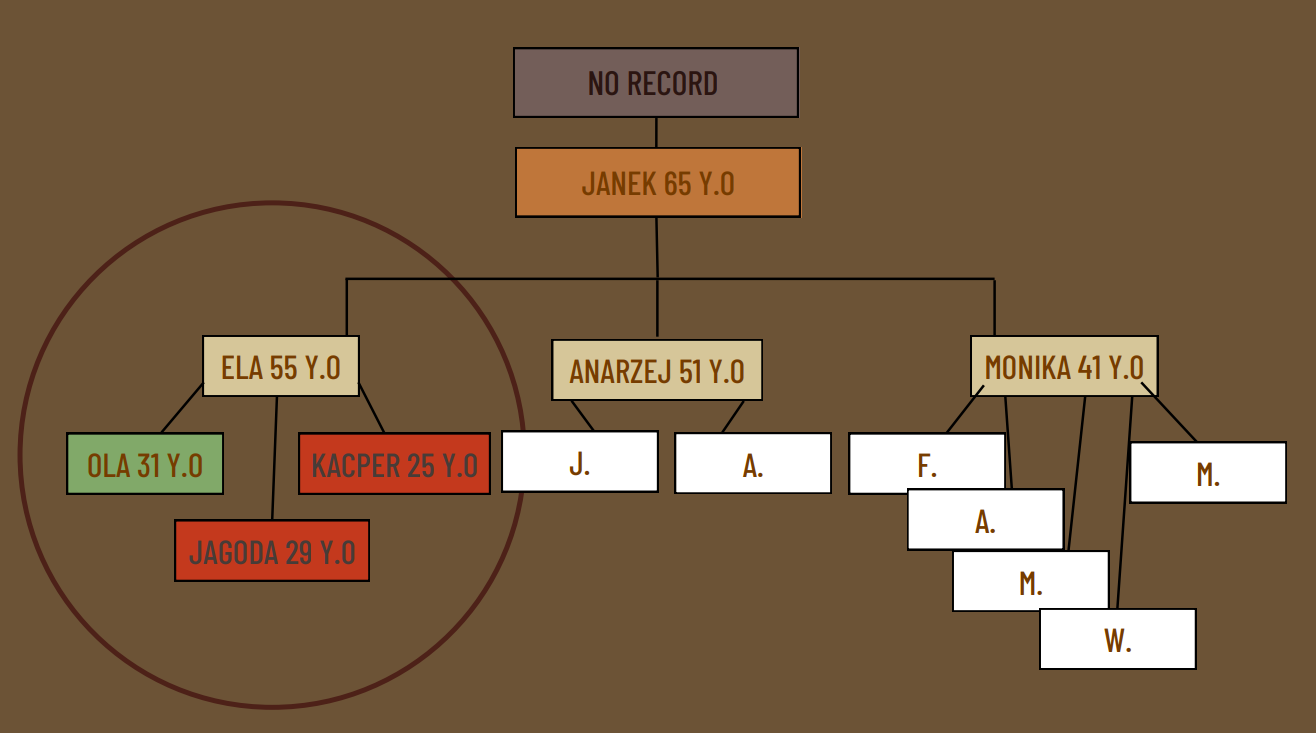 NO RECORD
JANEK 65 Y.O
ELA 55 Y.O
ANARZEJ 51 Y.O
MONIKA 41 Y.O
OLA 31 Y.O
KACPER 25 Y.O
J.
A.
F.
M.
A.
JAGODA 29 Y.O
M.
W.